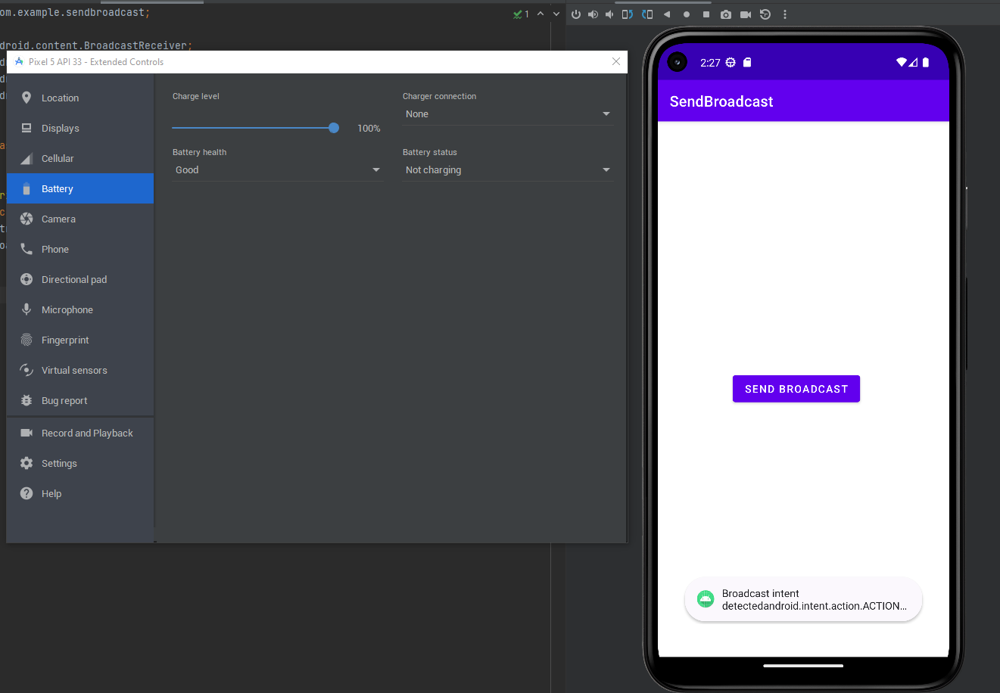 om.example.sendbroadcast;
1
droid.content.BroadcastReceiver;
Pixel 5 API 33 - Extended Controls
Location
Displays
Cellular
Battery
Camera
Phone
Directional pad
Microphone
Fingerprint
Virtual sensors
Bug report
Record and Playback
Settings
Help
Charge level
100%
Charger connection
None
Battery health
Good
Battery status
Not charging
2:27
SendBroadcast
SEND BROADCAST
Broadcast intent
detectedandroid.intent.action.ACTION...